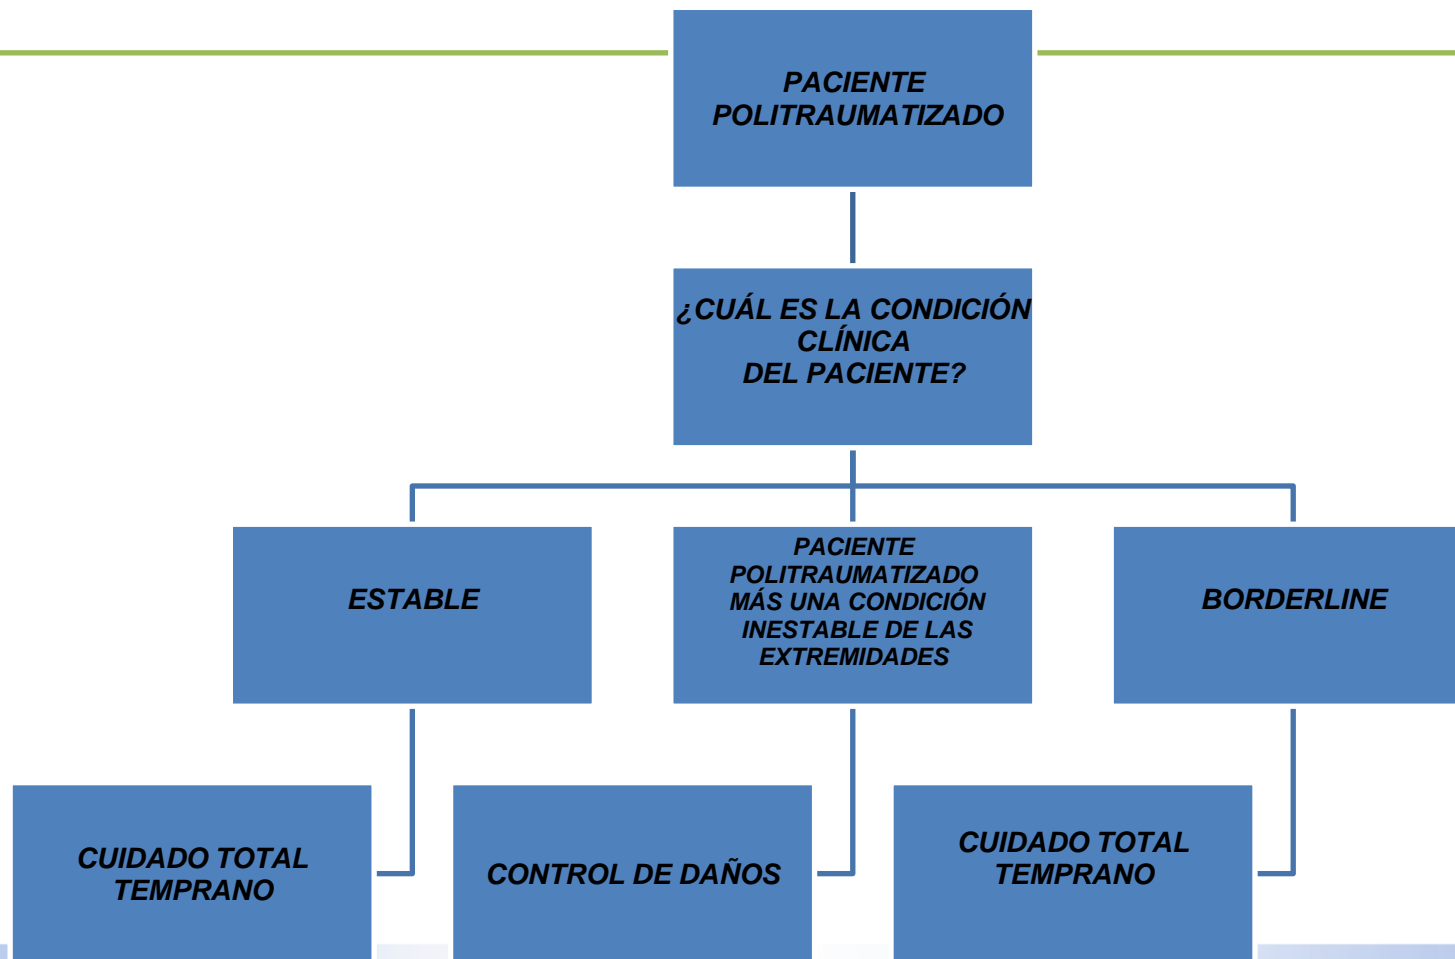 PACIENTE
POLITRAUMATIZADO
¿CUÁL ES LA CONDICIÓN
CLÍNICA
DEL PACIENTE?
ESTABLE
PACIENTE
POLITRAUMATIZADO
MÁS UNA CONDICIÓN
INESTABLE DE LAS
EXTREMIDADES
BORDERLINE
CUIDADO TOTAL
TEMPRANO
CONTROL DE DAÑOS
CUIDADO TOTAL
TEMPRANO